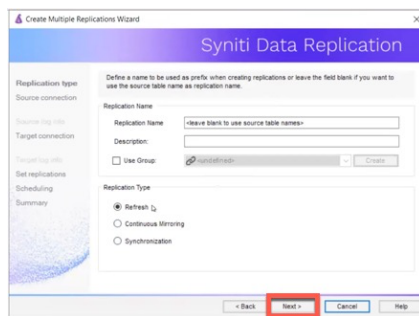 Create Multiple Replications Wizard
Syniti Data Replication
Replication type
Source connection
Source log info
Target connection
Target log info
Set replications
Scheduling
Summary
Define a name to be used as prefix when creating replications or leave the field blank if you want to
use the source table name as replication name.
Replication Name
Replication Name <leave blank to use source table names>
Description:
Use Group: <undefined> Create
Replication Type
Refresh
Continuous Mirroring
Synchronization
< Back Next > Cancel Help